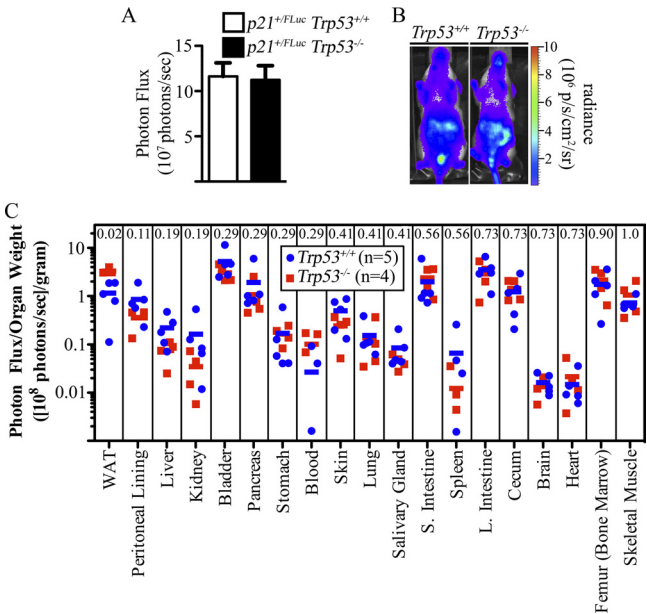 A
p21+/FLuc Trp53+/+
p21+/FLuc Trp53-/-
Photon Flux
(10⁷ photons/sec)
15
10
5
B
Trp53+/+ Trp53-/-
10
8
6
4
2
radiance
(10⁶ p/s/cm²/sr)
C
0.02 0.11 0.19 0.19 0.29 0.29 0.29 0.29 0.41 0.41 0.41 0.56 0.56 0.73 0.73 0.73 0.73 0.90 1.0
Trp53+/+ (n=5)
Trp53-/- (n=4)
Photon Flux/Organ Weight
([10⁸ photons/sec]/gram)
10
1
0.1
0.01
WAT
Peritoneal Lining
Liver
Kidney
Bladder
Pancreas
Stomach
Blood
Skin
Lung
Salivary Gland
S. Intestine
Spleen
L. Intestine
Cecum
Brain
Heart
Femur (Bone Marrow)
Skeletal Muscle